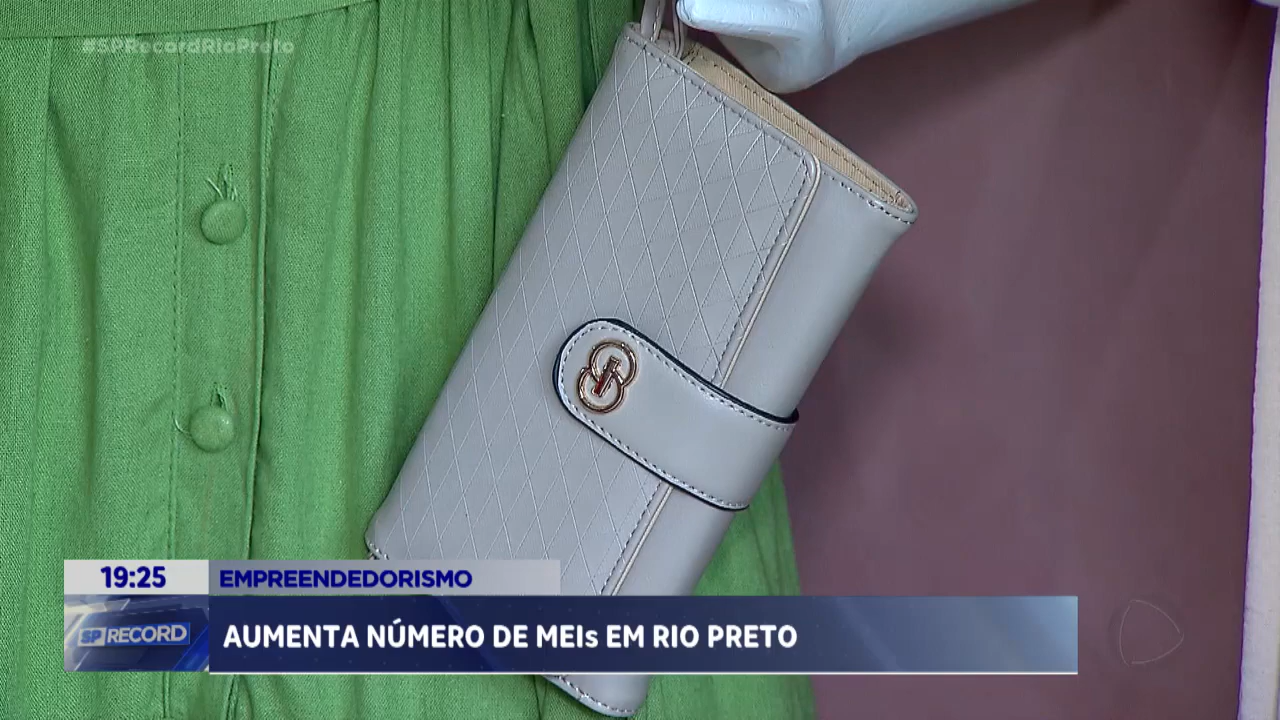 #SPRecordRioPreto
19:25
EMPREENDEDORISMO
SP RECORD
AUMENTA NÚMERO DE MEIs EM RIO PRETO